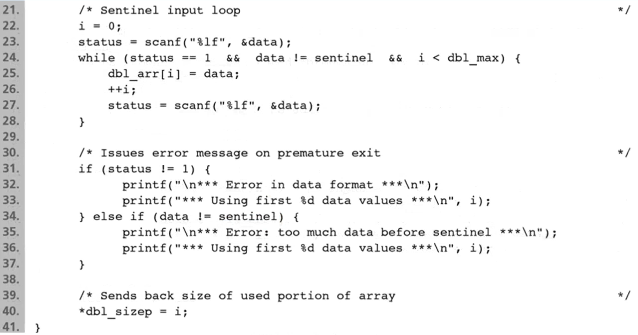 21. /* Sentinel input loop */
22. i = 0;
23. status = scanf("%lf", &data);
24. while (status == 1 && data != sentinel && i < dbl_max) {
25. dbl_arr[i] = data;
26. ++i;
27. status = scanf("%lf", &data);
28. }
29.
30. /* Issues error message on premature exit */
31. if (status != 1) {
32. printf("\n*** Error in data format ***\n");
33. printf("*** Using first %d data values ***\n", i);
34. } else if (data != sentinel) {
35. printf("\n*** Error: too much data before sentinel ***\n");
36. printf("*** Using first %d data values ***\n", i);
37. }
38.
39. /* Sends back size of used portion of array */
40. *dbl_sizep = i;
41. }